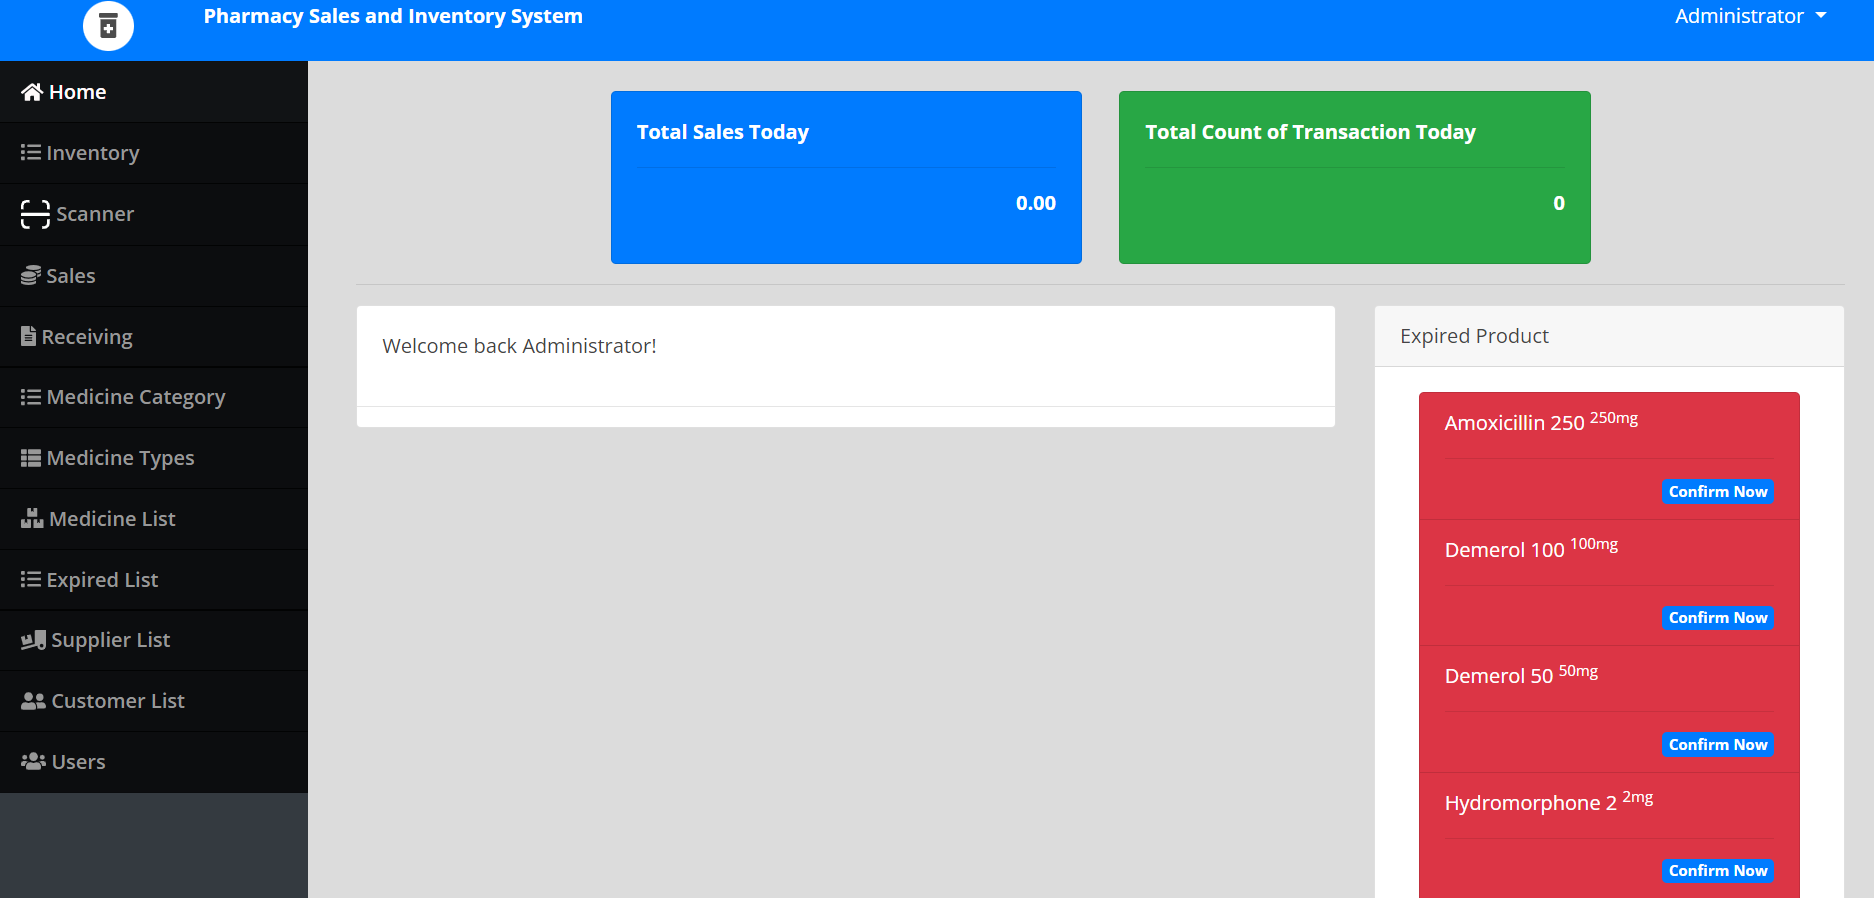 Pharmacy Sales and Inventory System
Administrator
Home
Inventory
Scanner
Sales
Receiving
Medicine Category
Medicine Types
Medicine List
Expired List
Supplier List
Customer List
Users
Total Sales Today
0.00
Total Count of Transaction Today
0
Welcome back Administrator!
Expired Product
Amoxicillin 250 250mg
Confirm Now
Demerol 100 100mg
Confirm Now
Demerol 50 50mg
Confirm Now
Hydromorphone 2 2mg
Confirm Now